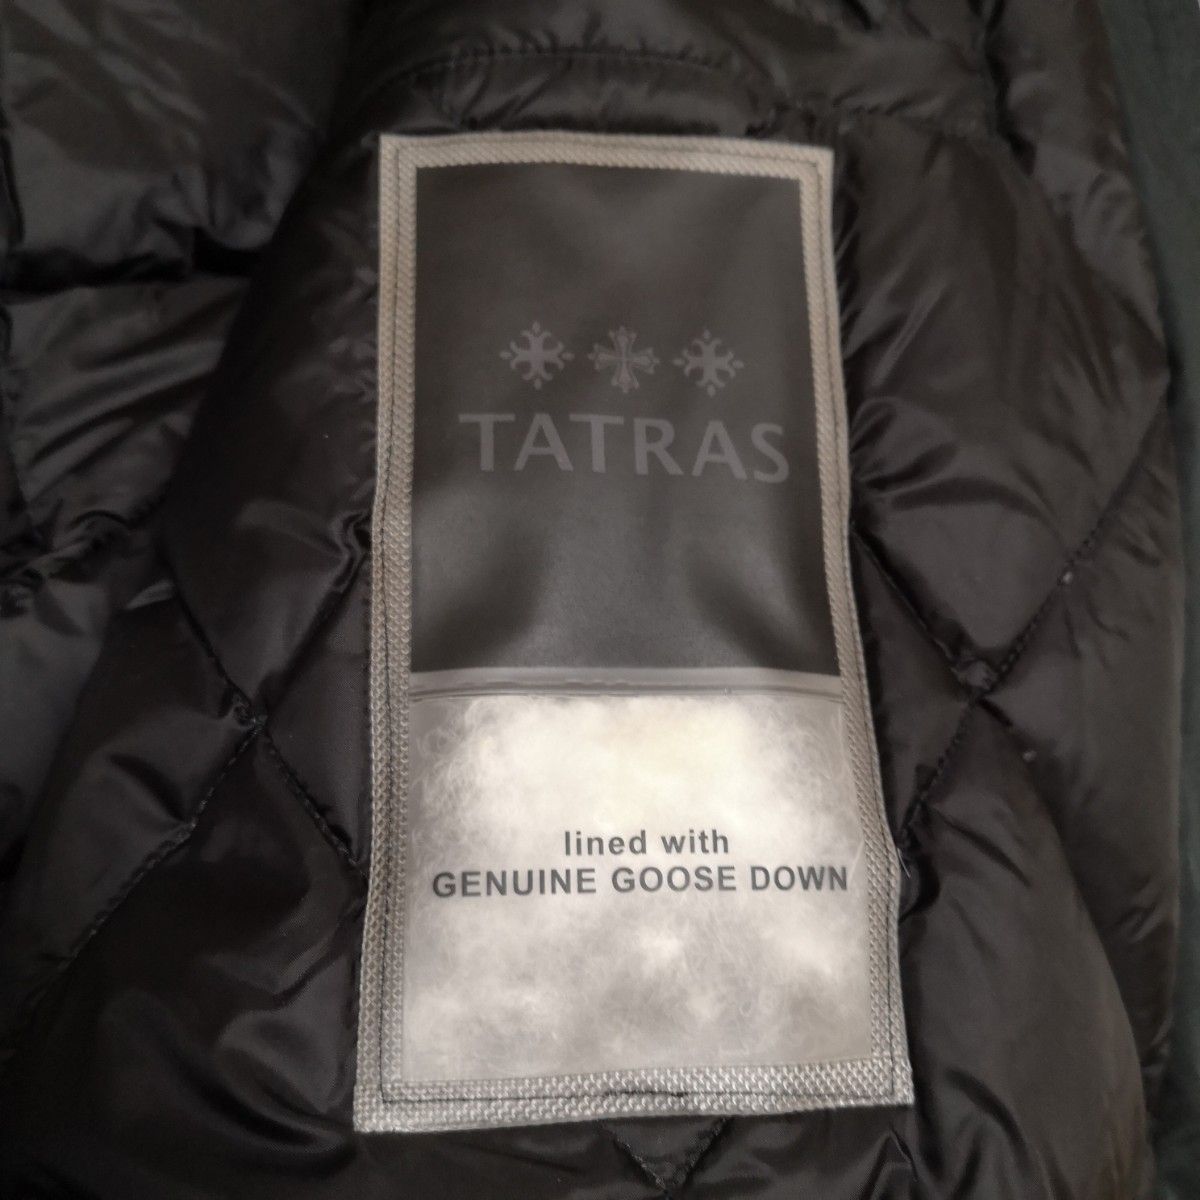 TATRAS
lined with
GENUINE GOOSE DOWN